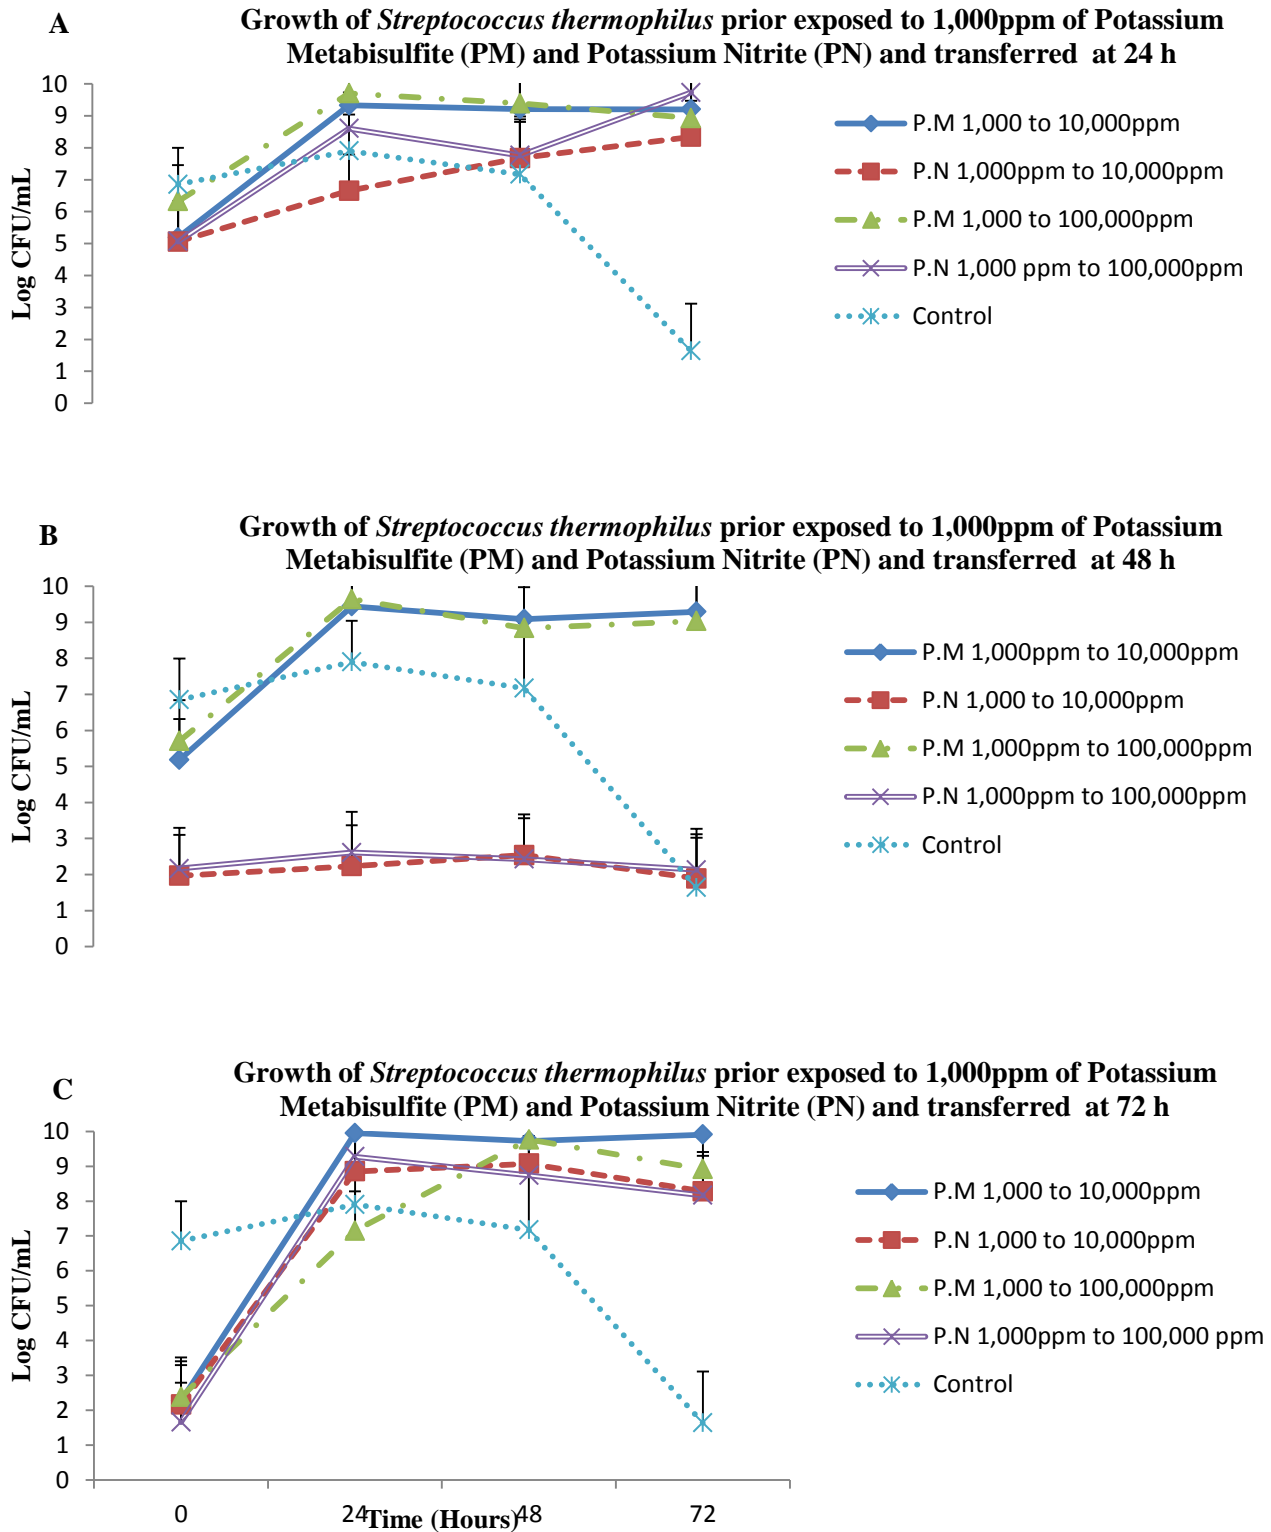 A
Growth of Streptococcus thermophilus prior exposed to 1,000ppm of Potassium
Metabisulfite (PM) and Potassium Nitrite (PN) and transferred at 24 h
10
9
8
7
6
5
4
3
2
1
0
Log CFU/mL
P.M 1,000 to 10,000ppm
P.N 1,000ppm to 10,000ppm
P.M 1,000 to 100,000ppm
P.N 1,000 ppm to 100,000ppm
Control
B
Growth of Streptococcus thermophilus prior exposed to 1,000ppm of Potassium
Metabisulfite (PM) and Potassium Nitrite (PN) and transferred at 48 h
10
9
8
7
6
5
4
3
2
1
0
Log CFU/mL
P.M 1,000ppm to 10,000ppm
P.N 1,000 to 10,000ppm
P.M 1,000ppm to 100,000ppm
P.N 1,000ppm to 100,000ppm
Control
C
Growth of Streptococcus thermophilus prior exposed to 1,000ppm of Potassium
Metabisulfite (PM) and Potassium Nitrite (PN) and transferred at 72 h
10
9
8
7
6
5
4
3
2
1
0
Log CFU/mL
P.M 1,000 to 10,000ppm
P.N 1,000 to 10,000ppm
P.M 1,000 to 100,000ppm
P.N 1,000ppm to 100,000 ppm
Control
0 24 48 72
Time (Hours)